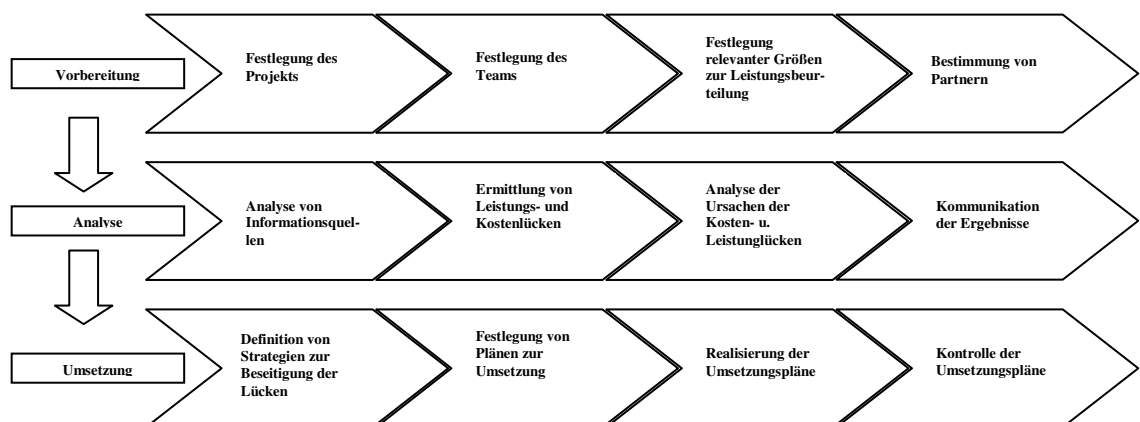 Vorbereitung
Festlegung des
Projekts
Festlegung des
Teams
Festlegung
relevanter Größen
zur Leistungsbeur-
teilung
Bestimmung von
Partnern
Analyse
Analyse von
Informationsquel-
len
Ermittlung von
Leistungs- und
Kostenlücken
Analyse der
Ursachen der
Kosten- u.
Leistunglücken
Kommunikation
der Ergebnisse
Umsetzung
Definition von
Strategien zur
Beseitigung der
Lücken
Festlegung von
Plänen zur
Umsetzung
Realisierung der
Umsetzungspläne
Kontrolle der
Umsetzungspläne